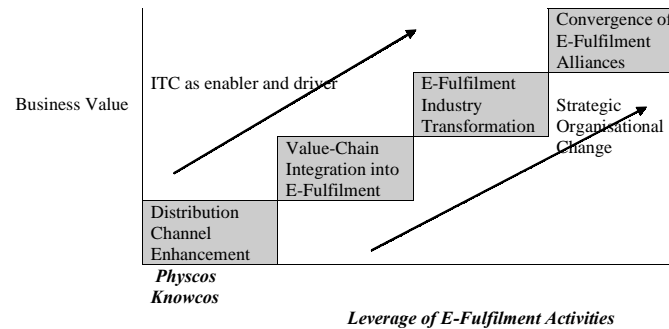 Convergence of
E-Fulfilment
Alliances
ITC as enabler and driver
E-Fulfilment
Industry
Transformation
Business Value
Strategic
Organisational
Change
Value-Chain
Integration into
E-Fulfilment
Distribution
Channel
Enhancement
Physcos
Knowcos
Leverage of E-Fulfilment Activities